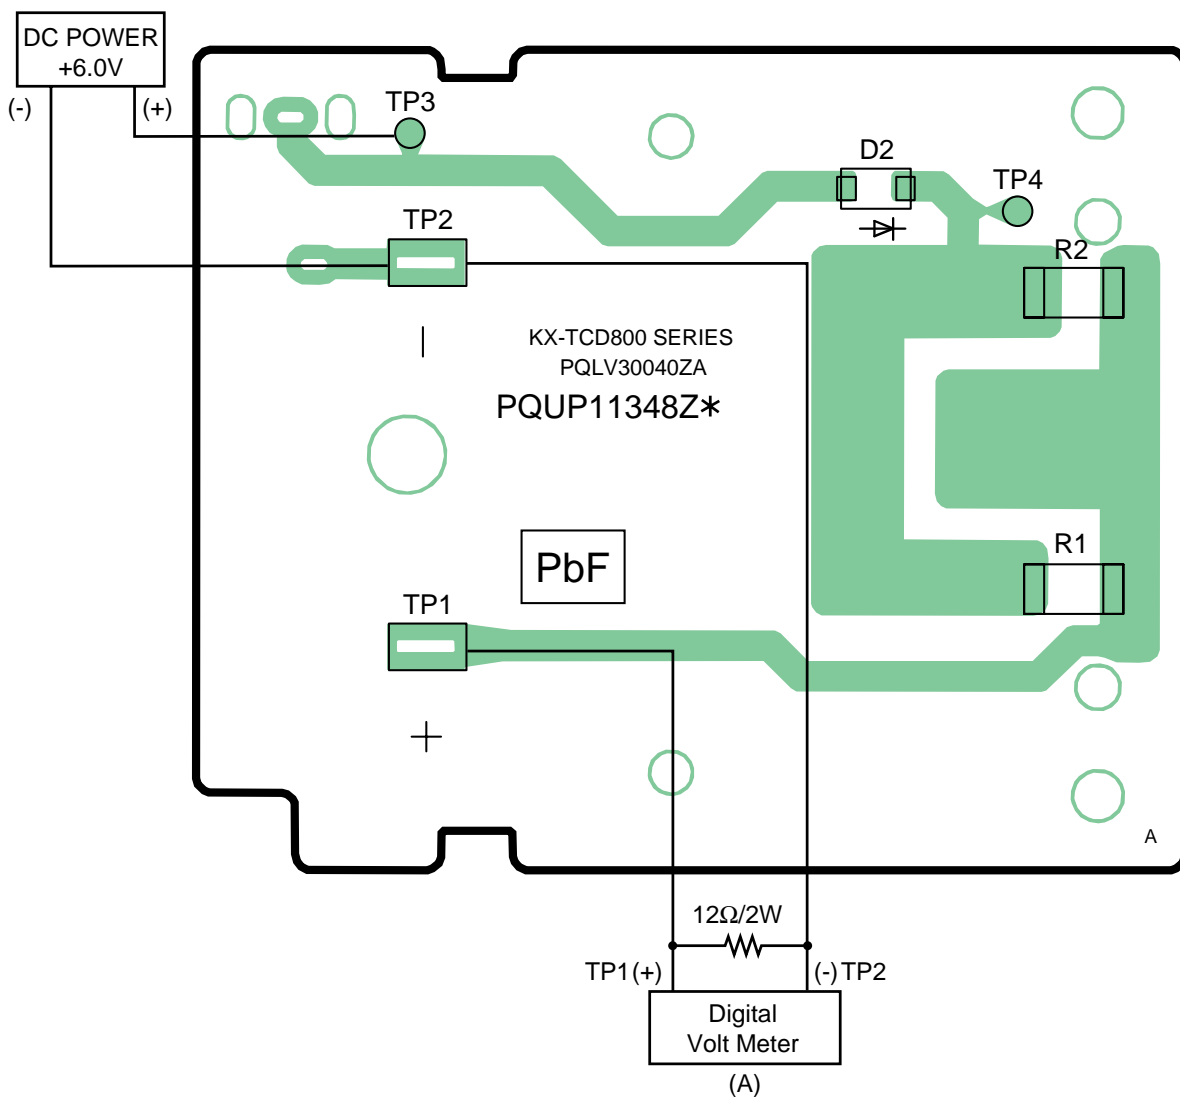 DC POWER
+6.0V
(-)
(+)
TP3
D2
TP4
TP2
R2
KX-TCD800 SERIES
PQLV30040ZA
PQUP11348Z*
PbF
R1
TP1
A
12Ω/2W
TP1 (+)
(-) TP2
Digital
Volt Meter
(A)